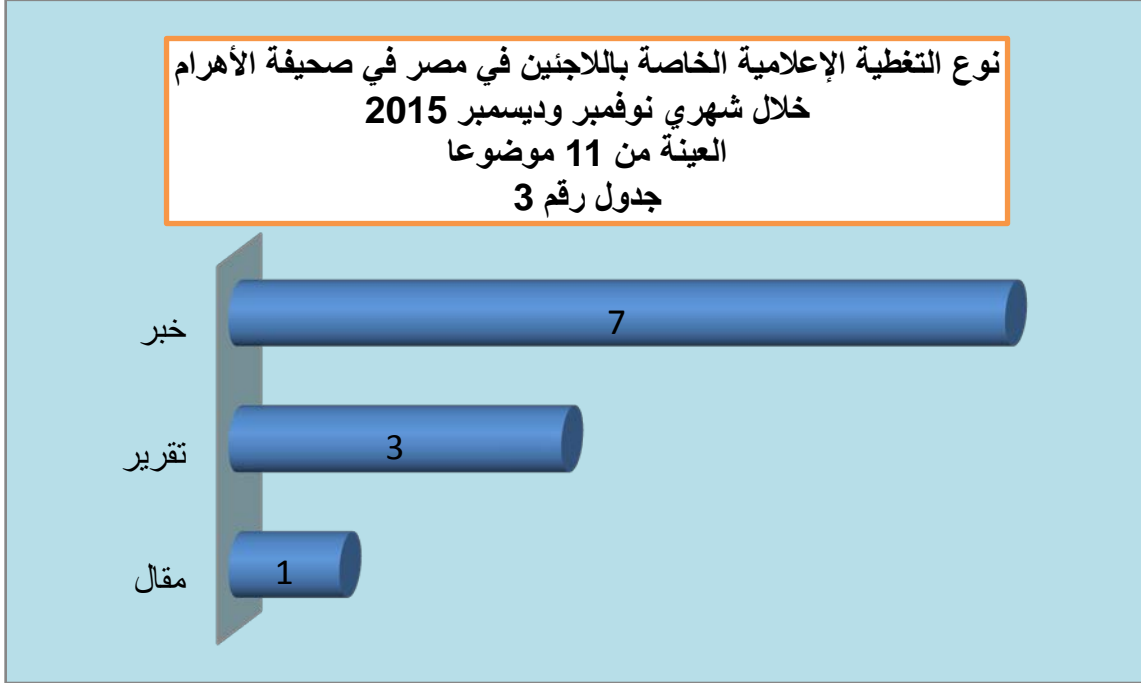 نوع التغطية الإعلامية الخاصة باللاجئين في مصر في صحيفة الأهرام
خلال شهري نوفمبر وديسمبر 2015
العينة من 11 موضوعا
جدول رقم 3
خبر
7
تقرير
3
مقال
1